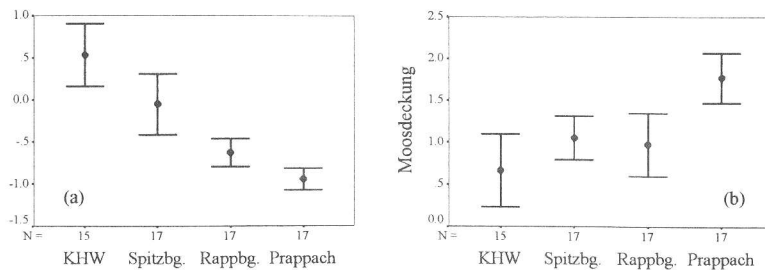 1.0
.5
0.0
-.5
-1.0
-1.5
(a)
N = 15 17 17 17
KHW Spitzbg. Rappbg. Prappach
Moosdeckung
2.5
2.0
1.5
1.0
.5
0.0
(b)
N = 15 17 17 17
KHW Spitzbg. Rappbg. Prappach